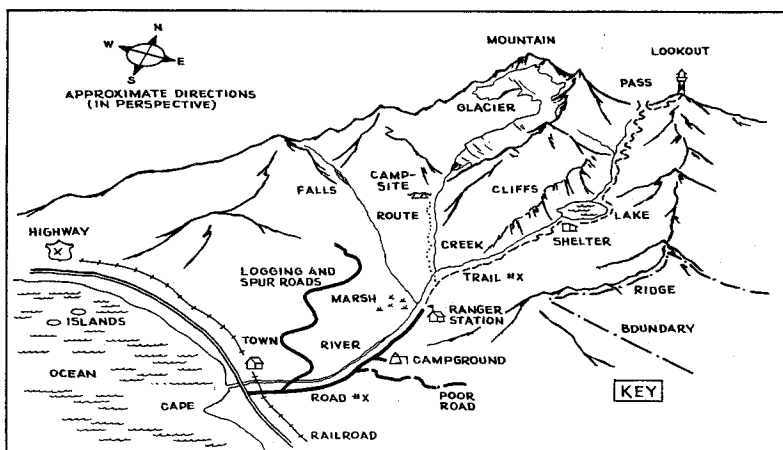 N
W
E
S
APPROXIMATE DIRECTIONS
(IN PERSPECTIVE)
MOUNTAIN
LOOKOUT
PASS
GLACIER
FALLS
CAMP-
SITE
ROUTE
CLIFFS
LAKE
SHELTER
CREEK
HIGHWAY
X
LOGGING AND
SPUR ROADS
TRAIL #X
MARSH
RANGER
STATION
RIDGE
BOUNDARY
ISLANDS
TOWN
RIVER
CAMPGROUND
OCEAN
CAPE
ROAD #X
POOR
ROAD
KEY
RAILROAD